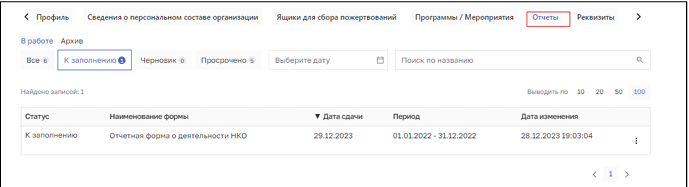 Профиль Сведения о персональном составе организации Ящики для сбора пожертвований Программы / Мероприятия Отчеты Реквизиты
В работе Архив
Все 6 К заполнению 1 Черновик 0 Просрочено 5 Выберите дату Поиск по названию
Найдено записей: 1 Выводить по 10 20 50 100
Статус Наименование формы ▼ Дата сдачи Период Дата изменения
К заполнению Отчетная форма о деятельности НКО 29.12.2023 01.01.2022 - 31.12.2022 28.12.2023 19:03:04
1